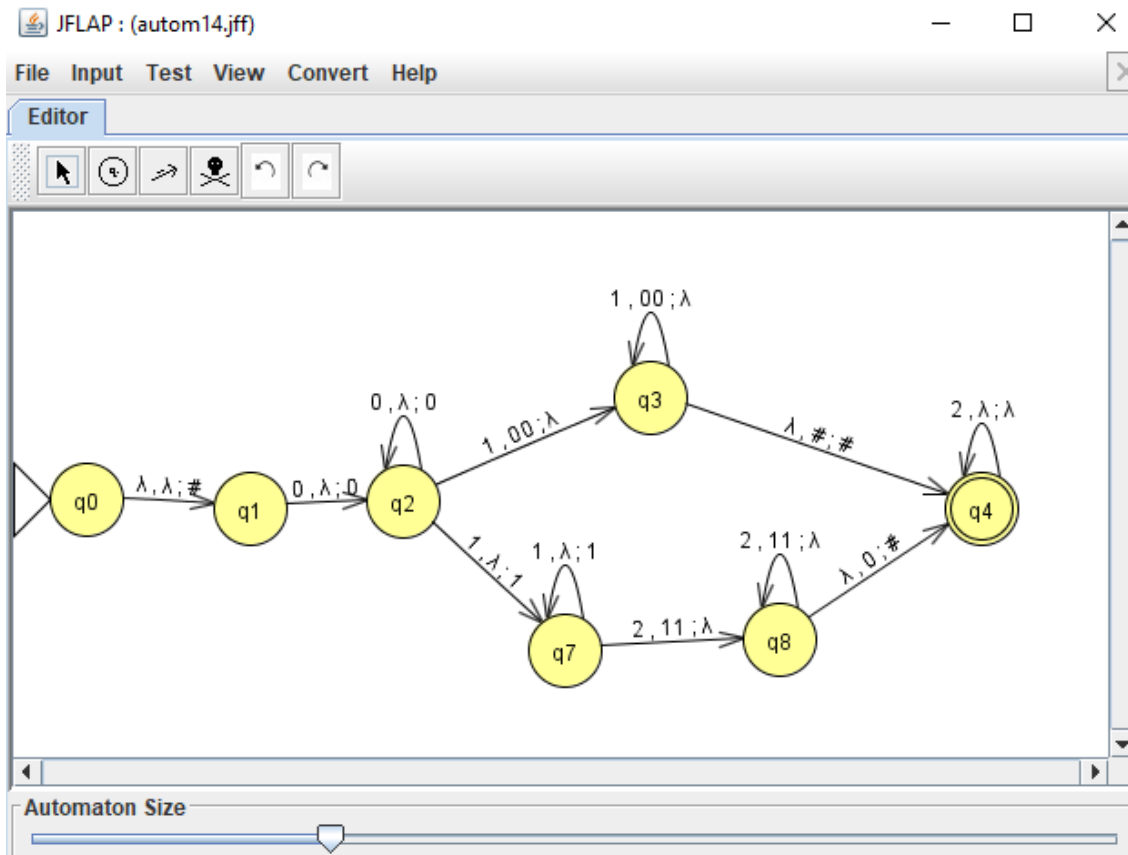 JFLAP : (autom14.jff)
File Input Test View Convert Help
Editor
1 , 00 ; λ
0 , λ ; 0
q3
2 , λ ; λ
1 , 00 ; λ
λ , # ; #
λ , λ ; #
0 , λ ; 0
q0
q1
q2
q4
1 , λ ; 1
1 , λ ; 1
2 , 11 ; λ
λ , 0 ; #
2 , 11 ; λ
q7
q8
Automaton Size